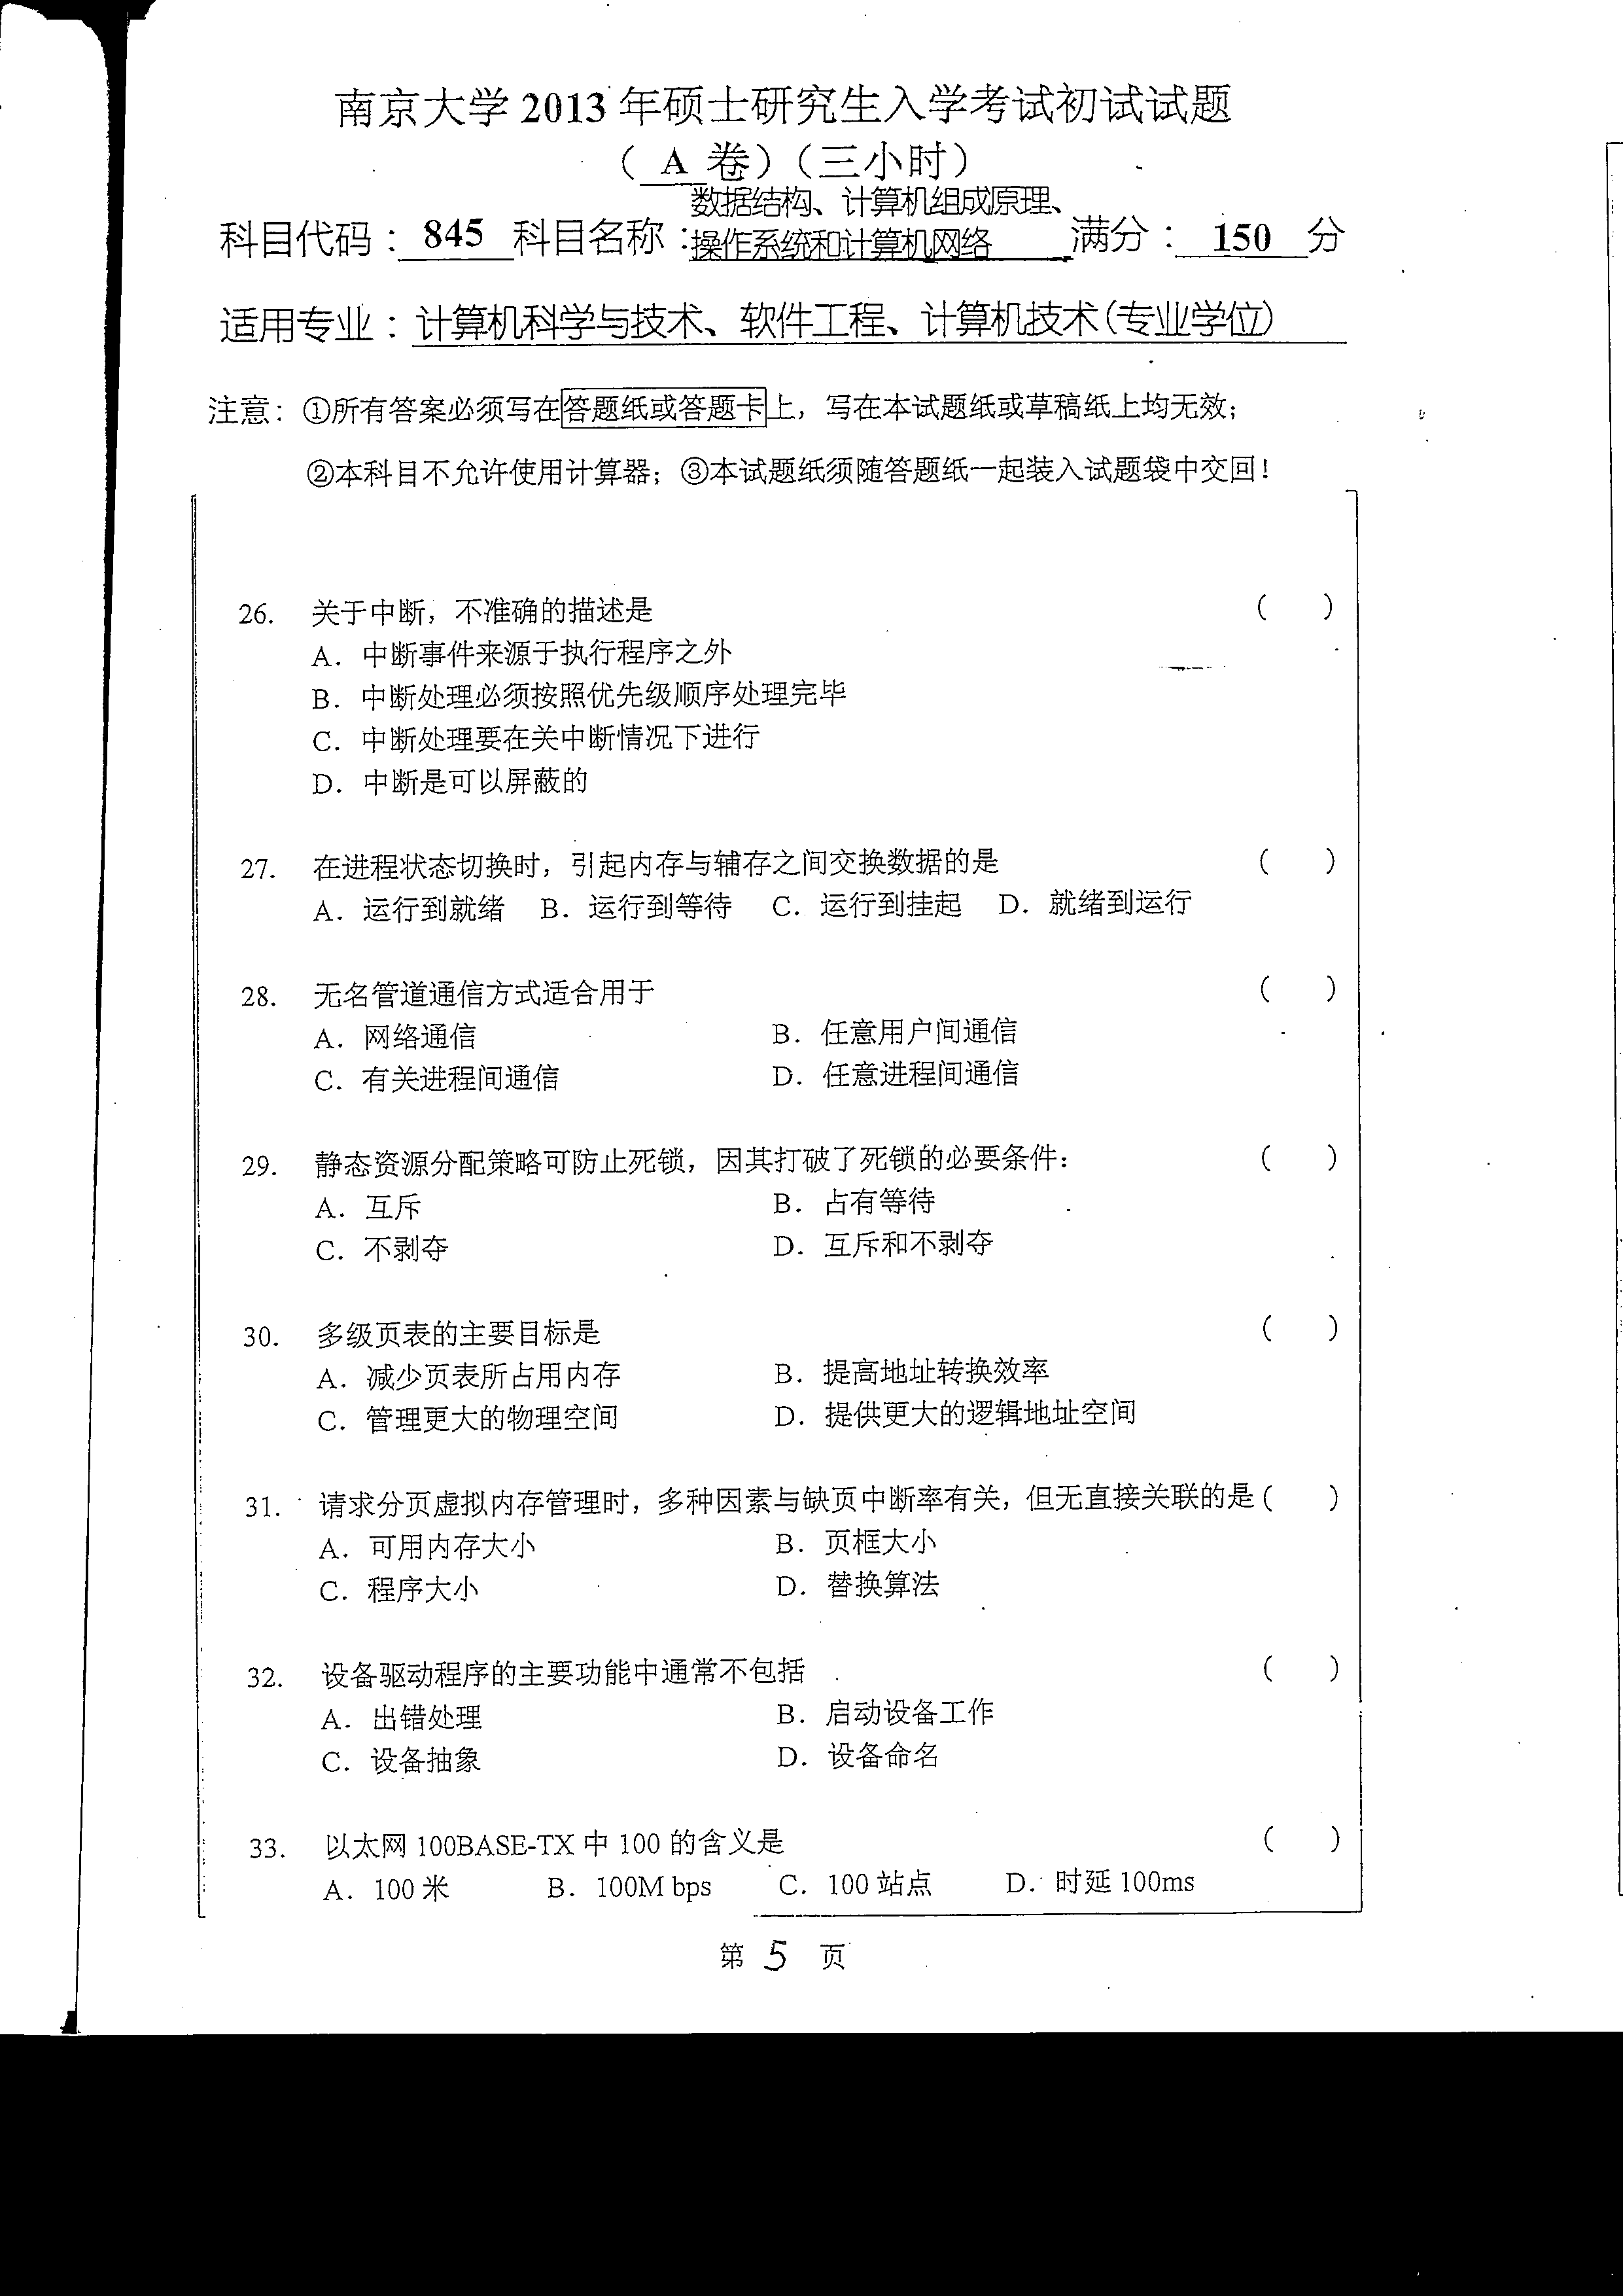 南京大学 2013 年硕士研究生入学考试初试试题
（ A 卷）（三小时）
数据结构、计算机组成原理、
科目代码： 845 科目名称：操作系统和计算机网络 满分： 150 分
适用专业：计算机科学与技术、软件工程、计算机技术（专业学位）
注意：①所有答案必须写在答题纸或答题卡上，写在本试题纸或草稿纸上均无效；
②本科目不允许使用计算器；③本试题纸须随答题纸一起装入试题袋中交回！
26. 关于中断，不准确的描述是 （ ）
A．中断事件来源于执行程序之外
B．中断处理必须按照优先级顺序处理完毕
C．中断处理要在关中断情况下进行
D．中断是可以屏蔽的
27. 在进程状态切换时，引起内存与辅存之间交换数据的是 （ ）
A．运行到就绪 B．运行到等待 C．运行到挂起 D．就绪到运行
28. 无名管道通信方式适合用于 （ ）
A．网络通信 B．任意用户间通信
C．有关进程间通信 D．任意进程间通信
29. 静态资源分配策略可防止死锁，因其打破了死锁的必要条件： （ ）
A．互斥 B．占有等待
C．不剥夺 D．互斥和不剥夺
30. 多级页表的主要目标是 （ ）
A．减少页表所占用内存 B．提高地址转换效率
C．管理更大的物理空间 D．提供更大的逻辑地址空间
31. 请求分页虚拟内存管理时，多种因素与缺页中断率有关，但无直接关联的是（ ）
A．可用内存大小 B．页框大小
C．程序大小 D．替换算法
32. 设备驱动程序的主要功能中通常不包括 （ ）
A．出错处理 B．启动设备工作
C．设备抽象 D．设备命名
33. 以太网 100BASE-TX 中 100 的含义是 （ ）
A．100 米 B．100M bps C．100 站点 D．时延 100ms
第 5 页